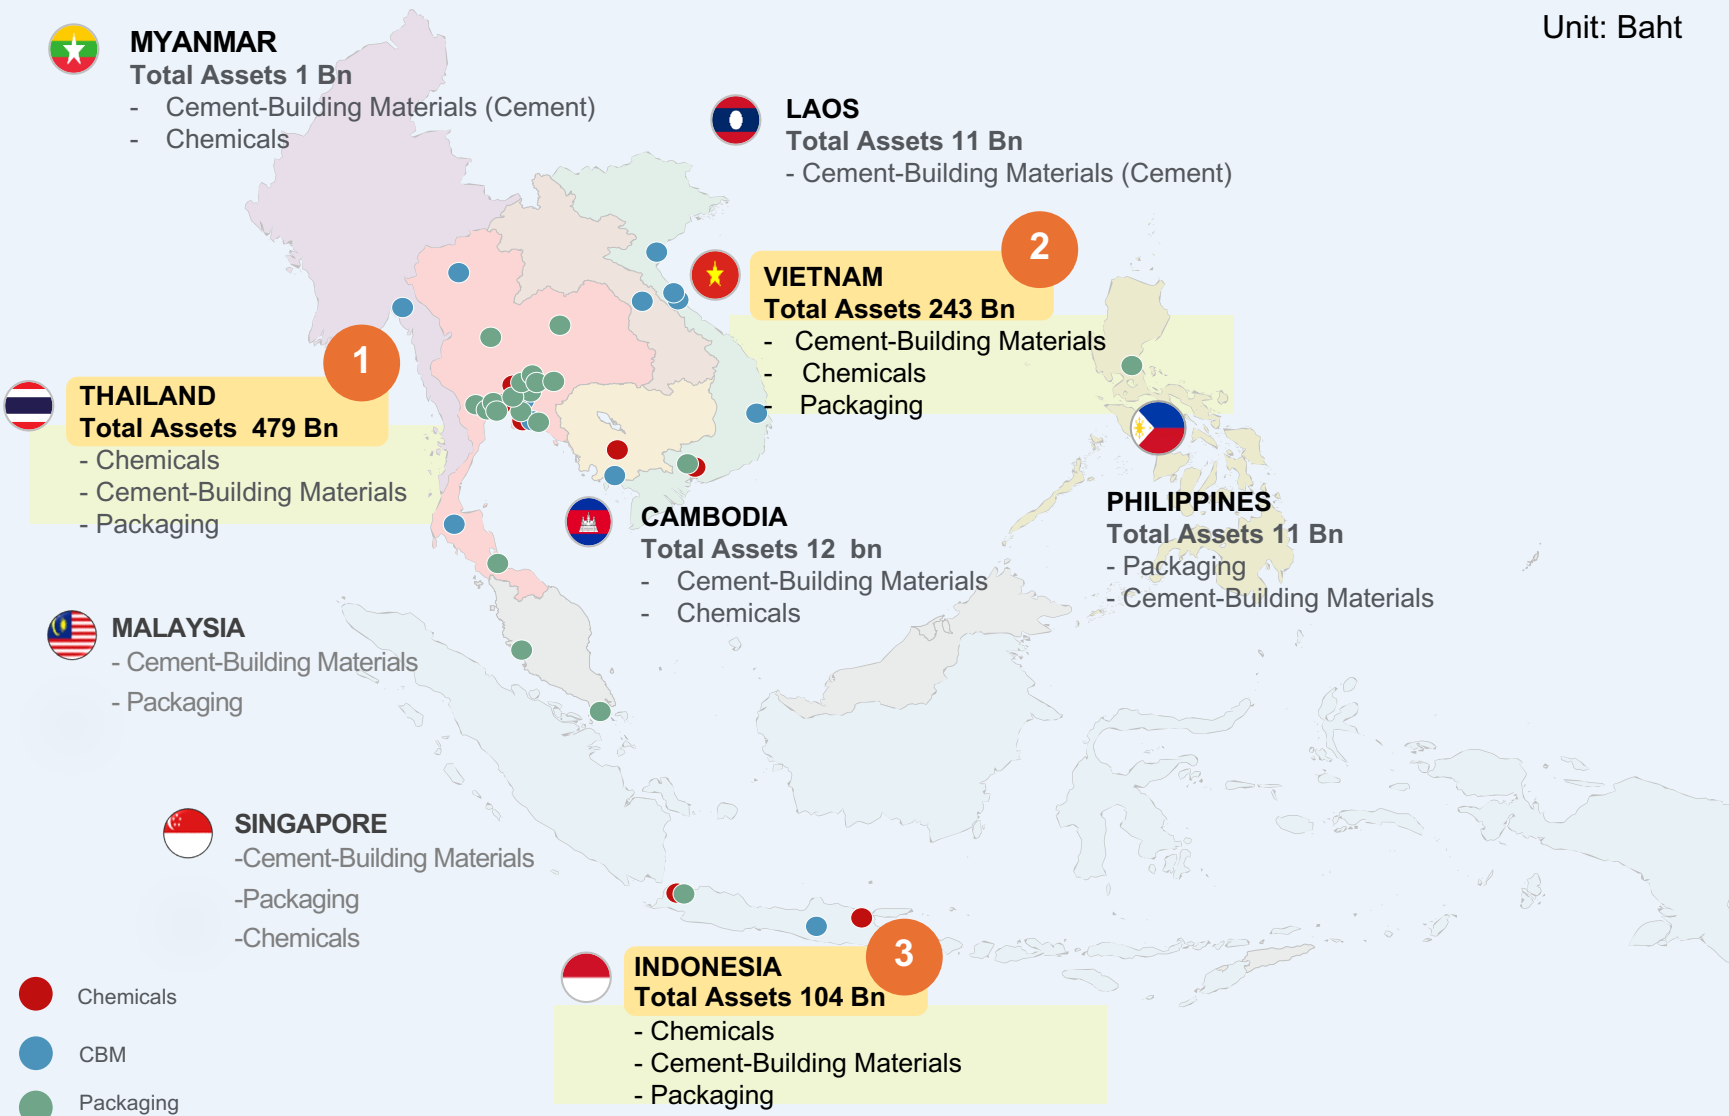 Unit: Baht
MYANMAR
Total Assets 1 Bn
- Cement-Building Materials (Cement)
- Chemicals
LAOS
Total Assets 11 Bn
- Cement-Building Materials (Cement)
2
VIETNAM
Total Assets 243 Bn
- Cement-Building Materials
- Chemicals
- Packaging
1
THAILAND
Total Assets 479 Bn
- Chemicals
- Cement-Building Materials
- Packaging
CAMBODIA
Total Assets 12 bn
- Cement-Building Materials
- Chemicals
PHILIPPINES
Total Assets 11 Bn
- Packaging
- Cement-Building Materials
MALAYSIA
- Cement-Building Materials
- Packaging
SINGAPORE
-Cement-Building Materials
-Packaging
-Chemicals
3
INDONESIA
Total Assets 104 Bn
- Chemicals
- Cement-Building Materials
- Packaging
Chemicals
CBM
Packaging